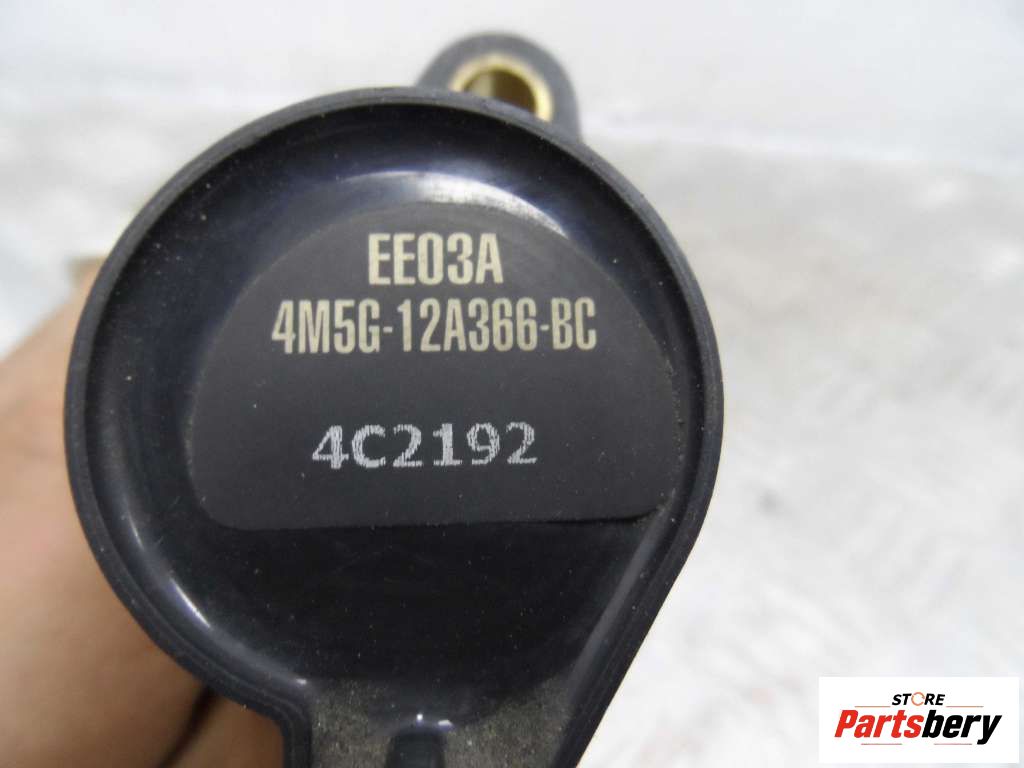 EE03A
4M5G-12A366-BC
4C2192
STORE
Partsbery